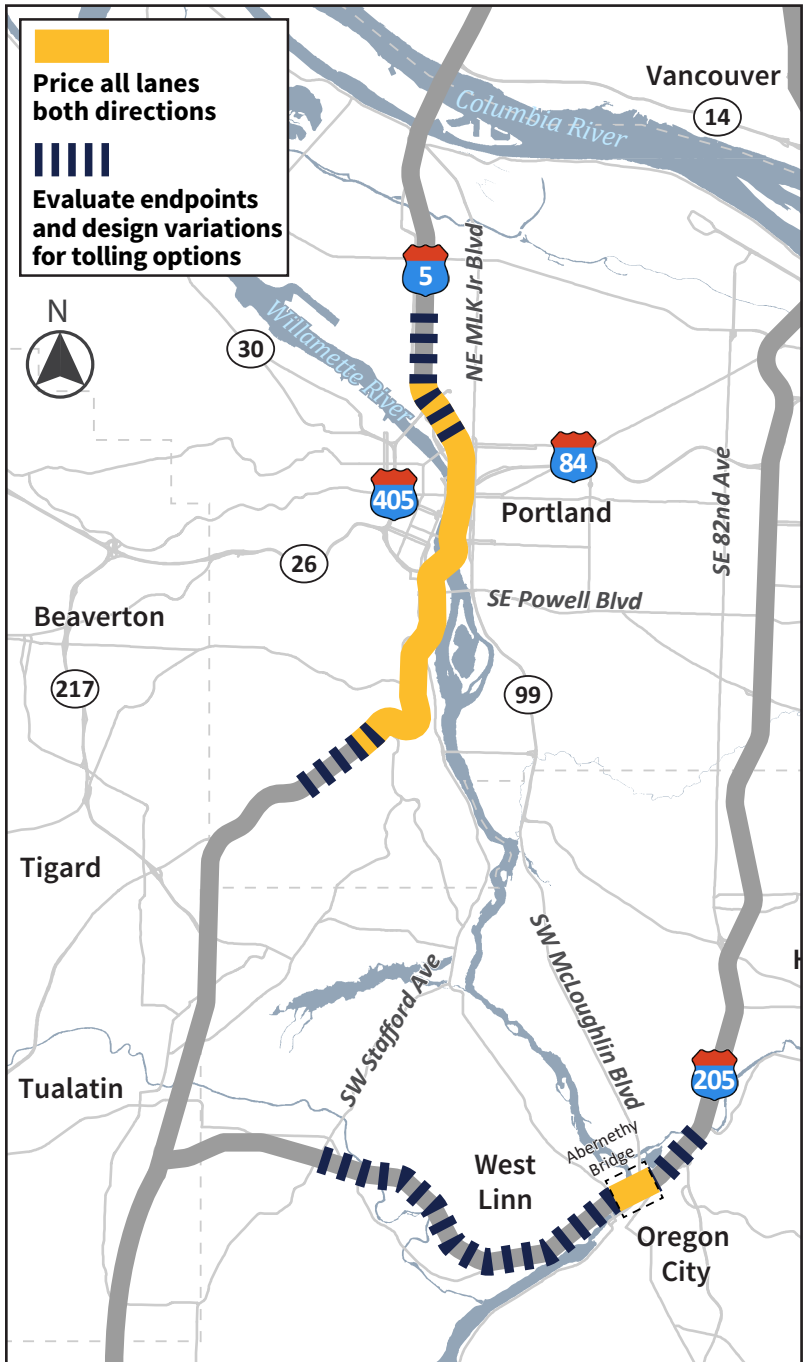 Price all lanes
both directions
Evaluate endpoints
and design variations
for tolling options
Vancouver
Columbia River
14
5
NE MLK Jr Blvd
N
Willamette River
30
84
405
Portland
SE 82nd Ave
26
SE Powell Blvd
Beaverton
217
99
Tigard
SW McLoughlin Blvd
H
SW Stafford Ave
205
Tualatin
Abernethy
Bridge
West
Linn
Oregon
City